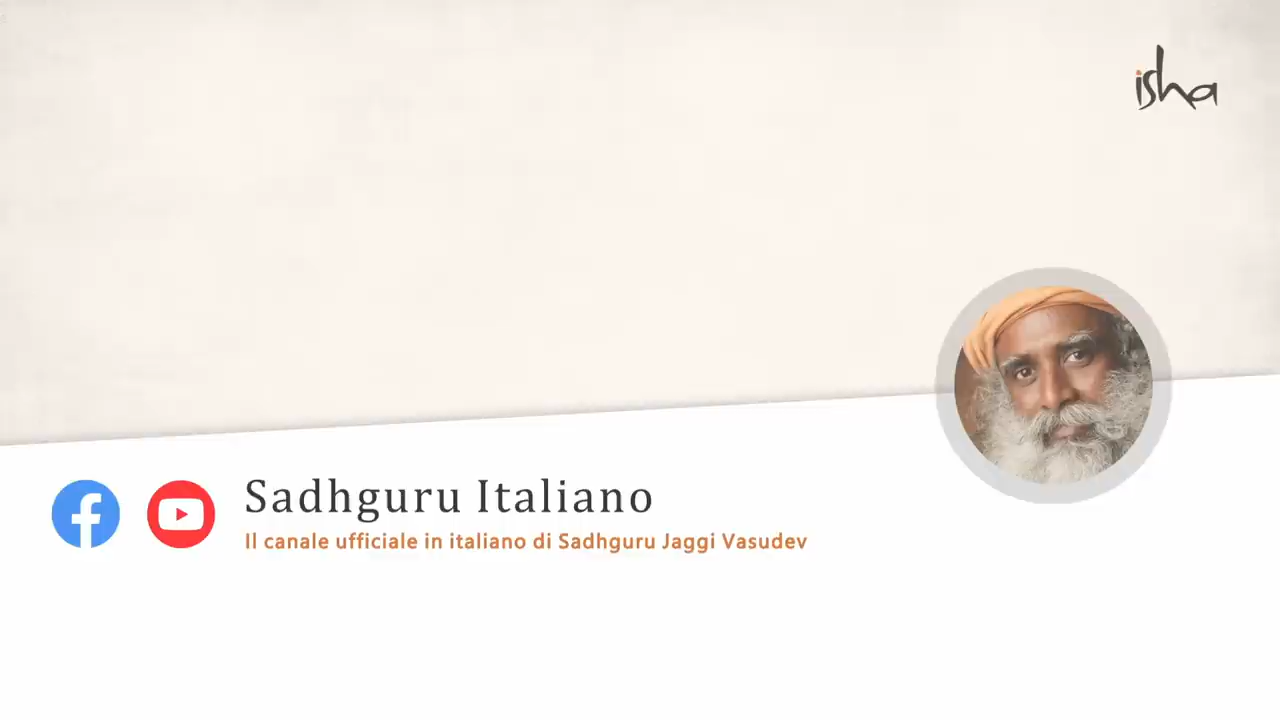 isha
Sadhguru Italiano
Il canale ufficiale in italiano di Sadhguru Jaggi Vasudev